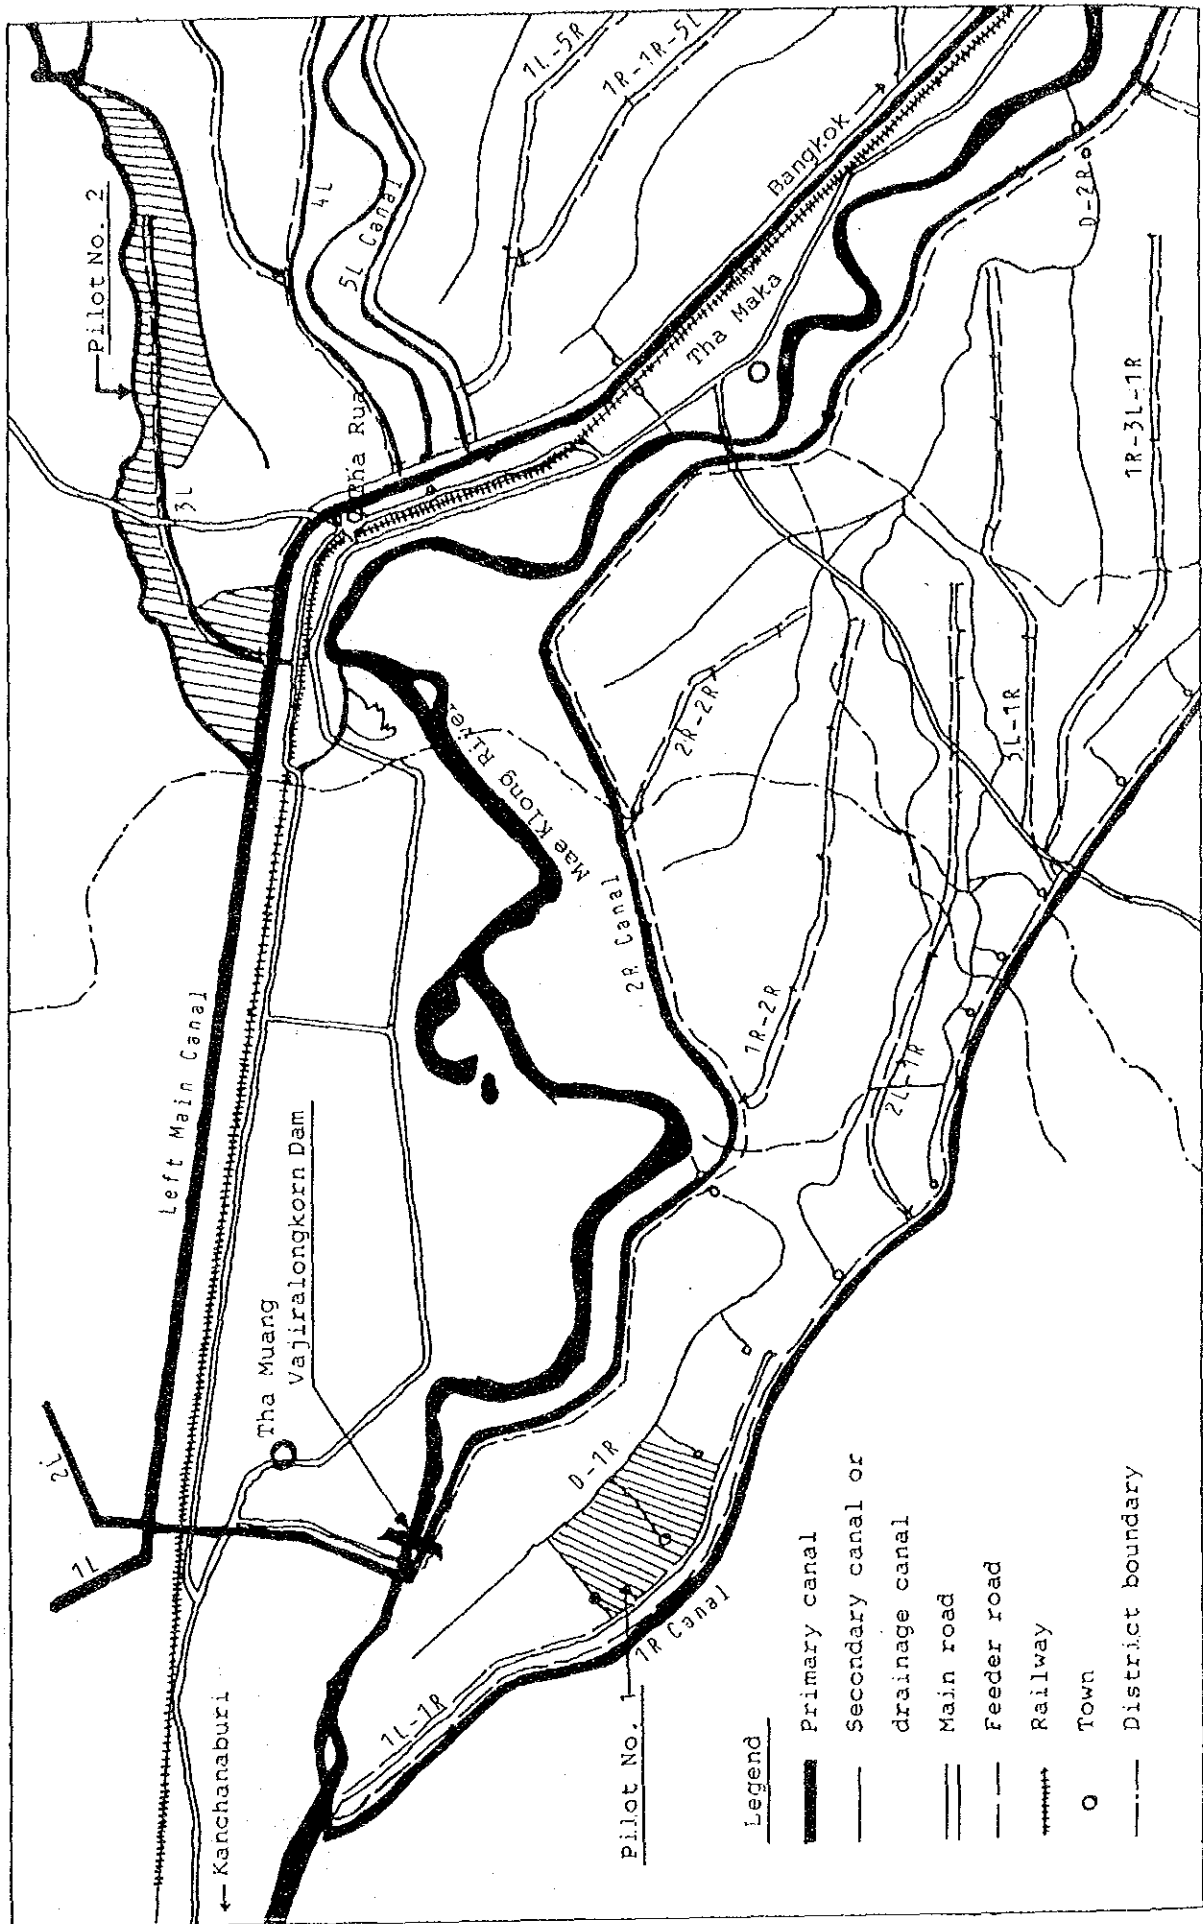 Pilot No. 2
1L
2L
3L
4L
5L Canal
1L-5R
1R-1R-5L
Left Main Canal
Tha Rua
Bangkok
Tha Maka
← Kanchanaburi
Tha Muang
Vajiralongkorn Dam
Mae Klong River
2R Canal
2R-2R
1R-2R
D-2R
1R-3L-1R
3L-1R
2L-1R
D-1R
1R Canal
1L-1R
Pilot No. 1
Legend
Primary canal
Secondary canal or
drainage canal
Main road
Feeder road
Railway
Town
District boundary